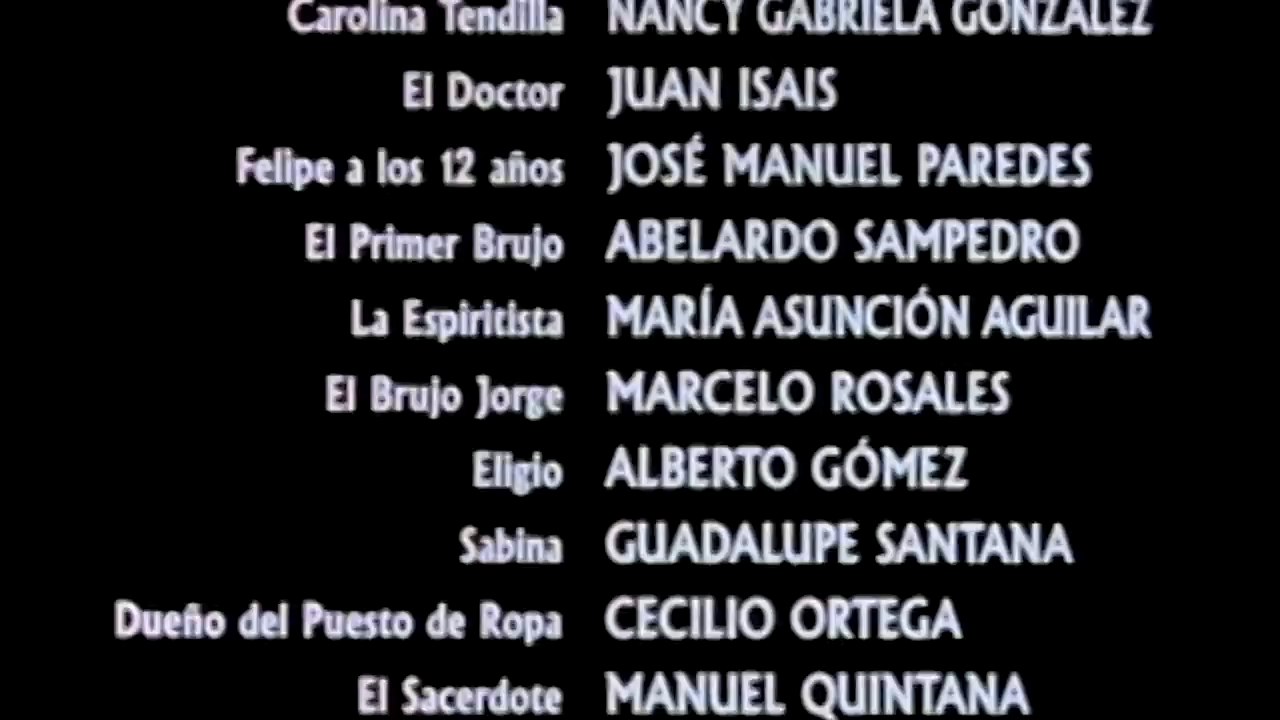 Carolina Tendilla NANCY GABRIELA GONZÁLEZ
El Doctor JUAN ISAIS
Felipe a los 12 años JOSÉ MANUEL PAREDES
El Primer Brujo ABELARDO SAMPEDRO
La Espiritista MARÍA ASUNCIÓN AGUILAR
El Brujo Jorge MARCELO ROSALES
Eligio ALBERTO GÓMEZ
Sabina GUADALUPE SANTANA
Dueño del Puesto de Ropa CECILIO ORTEGA
El Sacerdote MANUEL QUINTANA